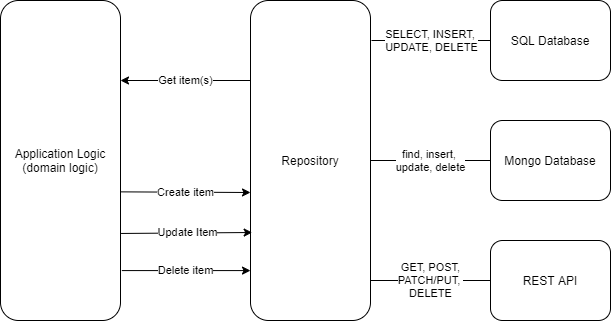 SELECT, INSERT,
UPDATE, DELETE
SQL Database
Get item(s)
Application Logic
(domain logic)
Repository
find, insert,
update, delete
Mongo Database
Create item
Update Item
Delete item
GET, POST,
PATCH/PUT,
DELETE
REST API